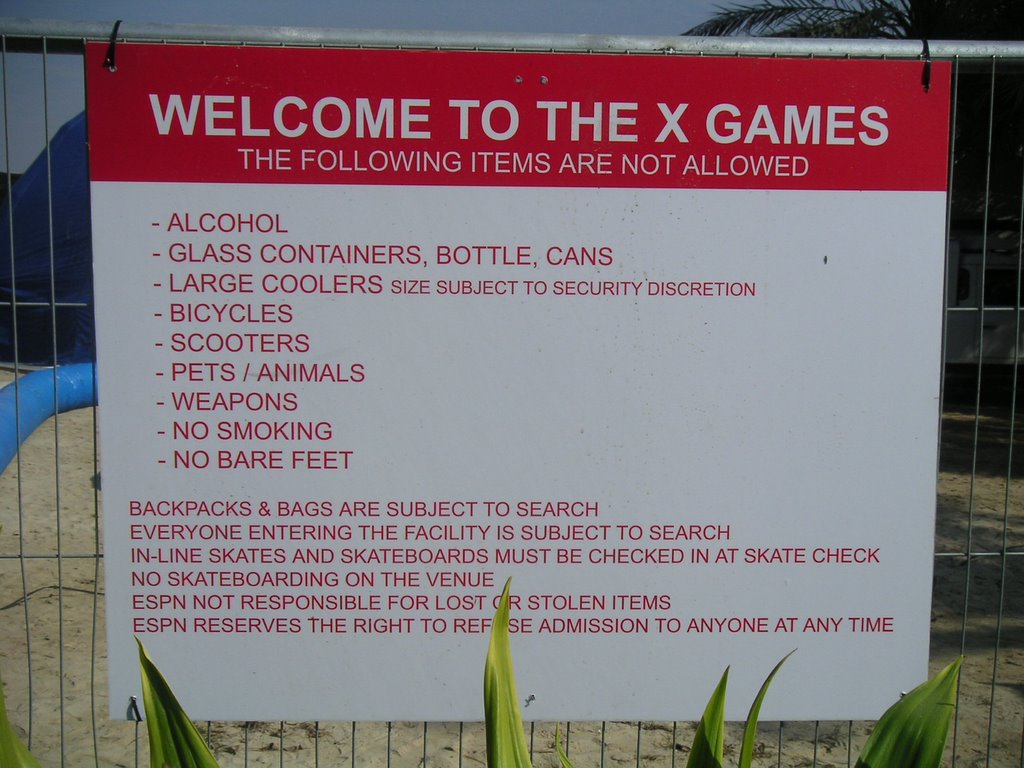 WELCOME TO THE X GAMES
THE FOLLOWING ITEMS ARE NOT ALLOWED
- ALCOHOL
- GLASS CONTAINERS, BOTTLE, CANS
- LARGE COOLERS SIZE SUBJECT TO SECURITY DISCRETION
- BICYCLES
- SCOOTERS
- PETS / ANIMALS
- WEAPONS
- NO SMOKING
- NO BARE FEET
BACKPACKS & BAGS ARE SUBJECT TO SEARCH
EVERYONE ENTERING THE FACILITY IS SUBJECT TO SEARCH
IN-LINE SKATES AND SKATEBOARDS MUST BE CHECKED IN AT SKATE CHECK
NO SKATEBOARDING ON THE VENUE
ESPN NOT RESPONSIBLE FOR LOST OR STOLEN ITEMS
ESPN RESERVES THE RIGHT TO REFUSE ADMISSION TO ANYONE AT ANY TIME